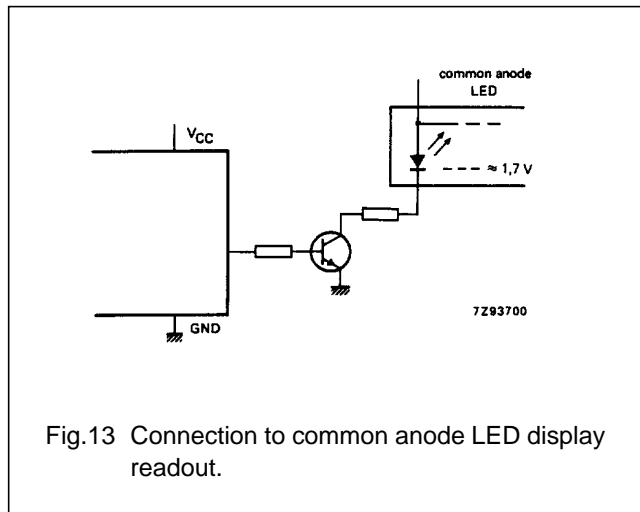 common anode
LED
V_CC
≈ 1,7 V
GND
7Z93700
Fig.13 Connection to common anode LED display
readout.